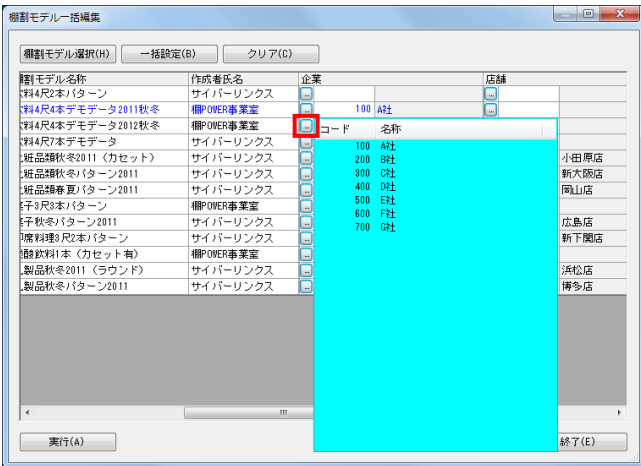 棚割モデル一括編集
棚割モデル選択(H) 一括設定(B) クリア(C)
割モデル名称 作成者氏名 企業 店舗
料4尺2本パターン サイバーリンクス ...  ...
料4尺4本デモデータ2011秋冬 棚POWER事業室 ... 100 A社 ...
料4尺4本デモデータ2012秋冬 棚POWER事業室 ...
料4尺7本デモデータ サイバーリンクス ...
粧品類秋冬2011（カセット） サイバーリンクス ... 小田原店
粧品類秋冬パターン2011 サイバーリンクス ... 新大阪店
粧品類春夏パターン2011 サイバーリンクス ... 岡山店
子3尺3本パターン 棚POWER事業室 ...
子秋冬パターン2011 サイバーリンクス ... 広島店
席料理3尺2本パターン サイバーリンクス ... 新下関店
酸飲料1本（カセット有） 棚POWER事業室 ...
製品秋冬2011（ラウンド） サイバーリンクス ... 浜松店
製品秋冬パターン2011 サイバーリンクス ... 博多店
コード 名称
100 A社
200 B社
300 C社
400 D社
500 E社
600 F社
700 G社
実行(A) 終了(E)